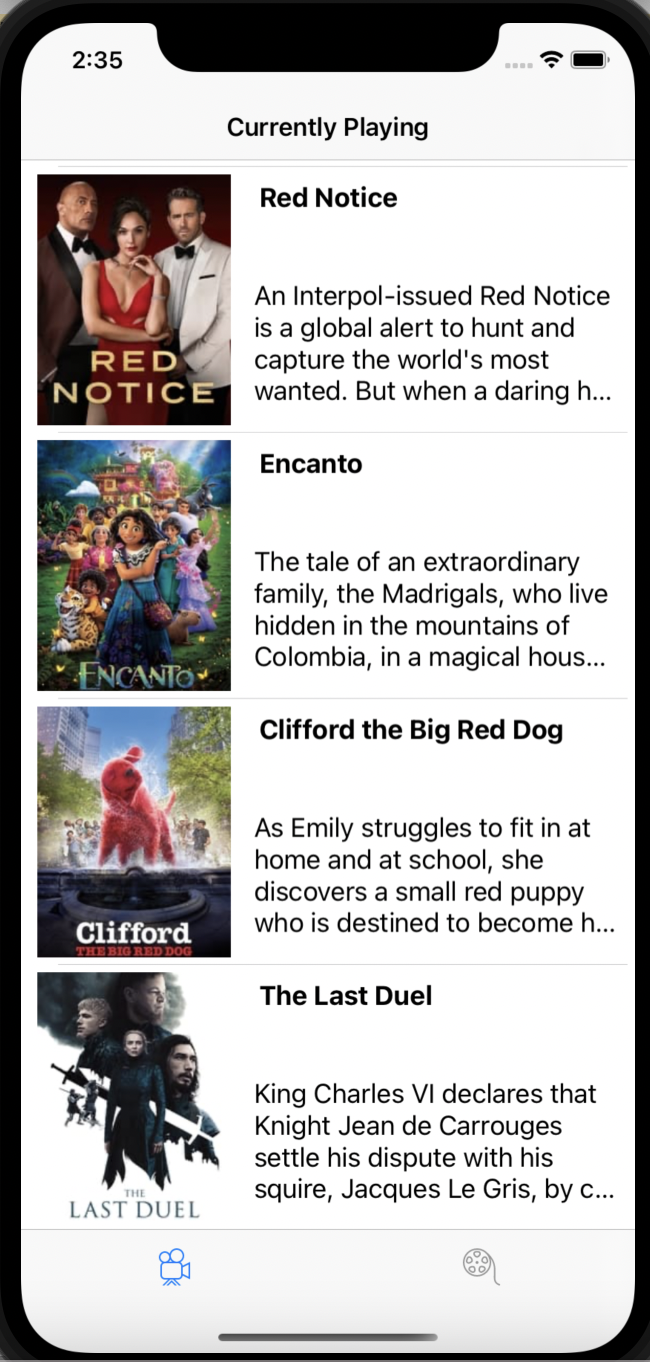 2:35
Currently Playing
RED
NOTICE
Red Notice
An Interpol-issued Red Notice
is a global alert to hunt and
capture the world's most
wanted. But when a daring h...
ENCANTO
Encanto
The tale of an extraordinary
family, the Madrigals, who live
hidden in the mountains of
Colombia, in a magical hous...
Clifford
THE BIG RED DOG
Clifford the Big Red Dog
As Emily struggles to fit in at
home and at school, she
discovers a small red puppy
who is destined to become h...
THE
LAST DUEL
The Last Duel
King Charles VI declares that
Knight Jean de Carrouges
settle his dispute with his
squire, Jacques Le Gris, by c...